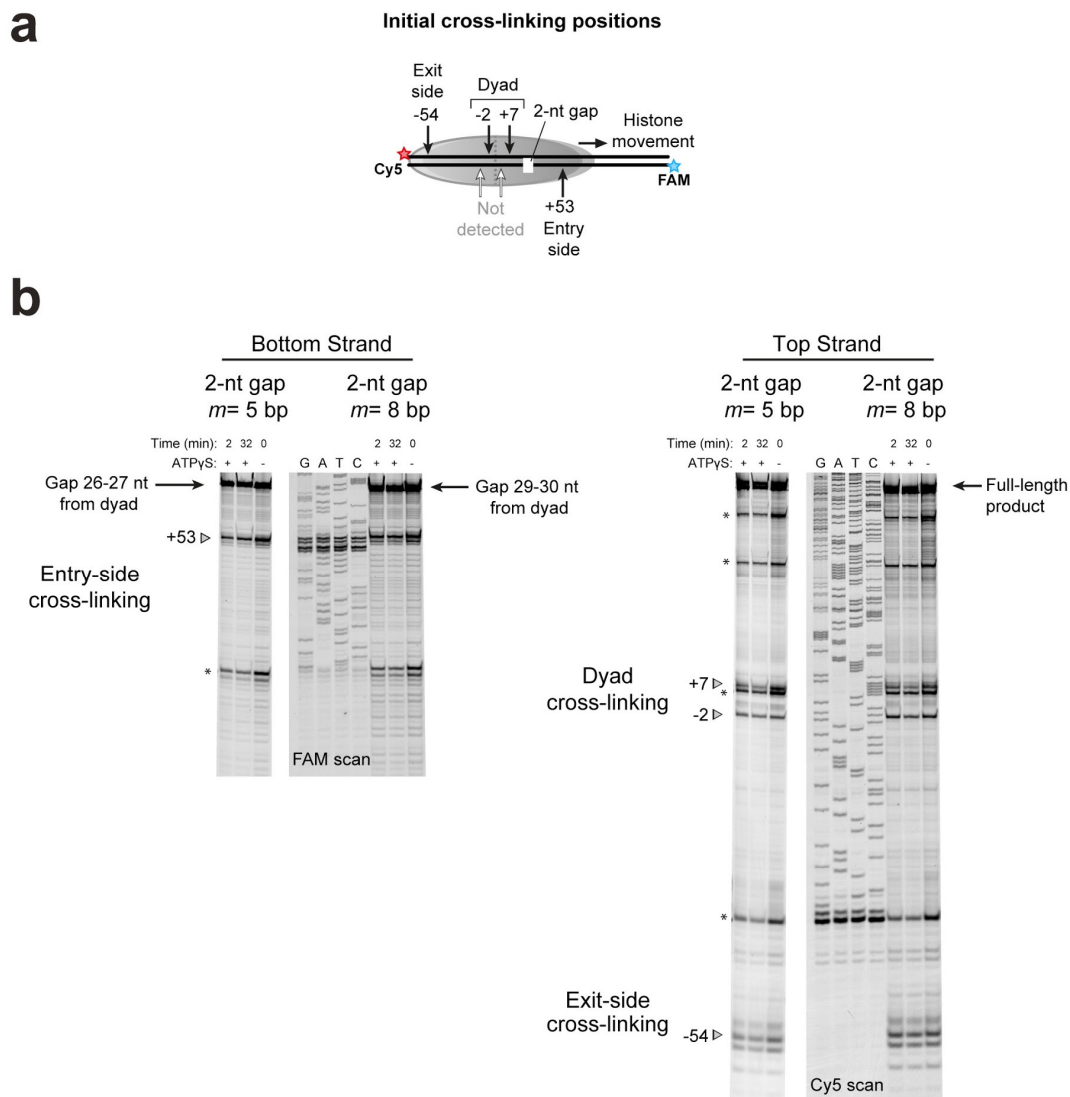 a
Initial cross-linking positions
Exit
side
-54
Dyad
-2 +7
2-nt gap
Histone
movement
Cy5
FAM
Not
detected
+53
Entry
side
b
Bottom Strand
2-nt gap
m= 5 bp
2-nt gap
m= 8 bp
Time (min): 2 32 0 2 32 0
ATPγS: + + - G A T C + + -
Gap 26-27 nt
from dyad
Gap 29-30 nt
from dyad
+53
Entry-side
cross-linking
*
FAM scan
Top Strand
2-nt gap
m= 5 bp
2-nt gap
m= 8 bp
Time (min): 2 32 0 2 32 0
ATPγS: + + - G A T C + + -
Full-length
product
*
*
Dyad
cross-linking
+7
*
-2
*
Exit-side
cross-linking
-54
Cy5 scan